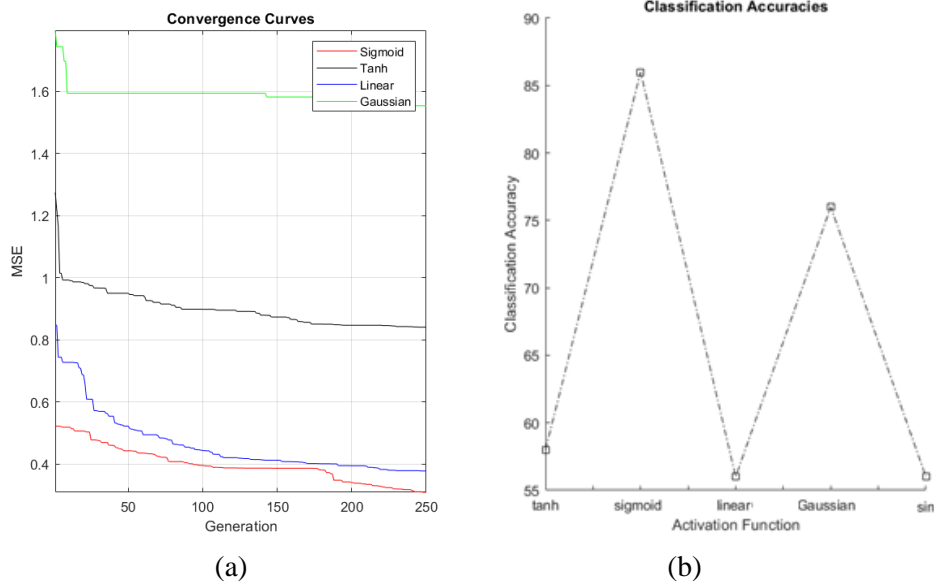 Convergence Curves
Sigmoid
Tanh
Linear
Gaussian
1.6
1.4
1.2
1
0.8
0.6
0.4
MSE
50
100
150
200
250
Generation
(a)
Classification Accuracies
90
85
80
75
70
65
60
55
Classification Accuracy
tanh
sigmoid
linear
Gaussian
sin
Activation Function
(b)